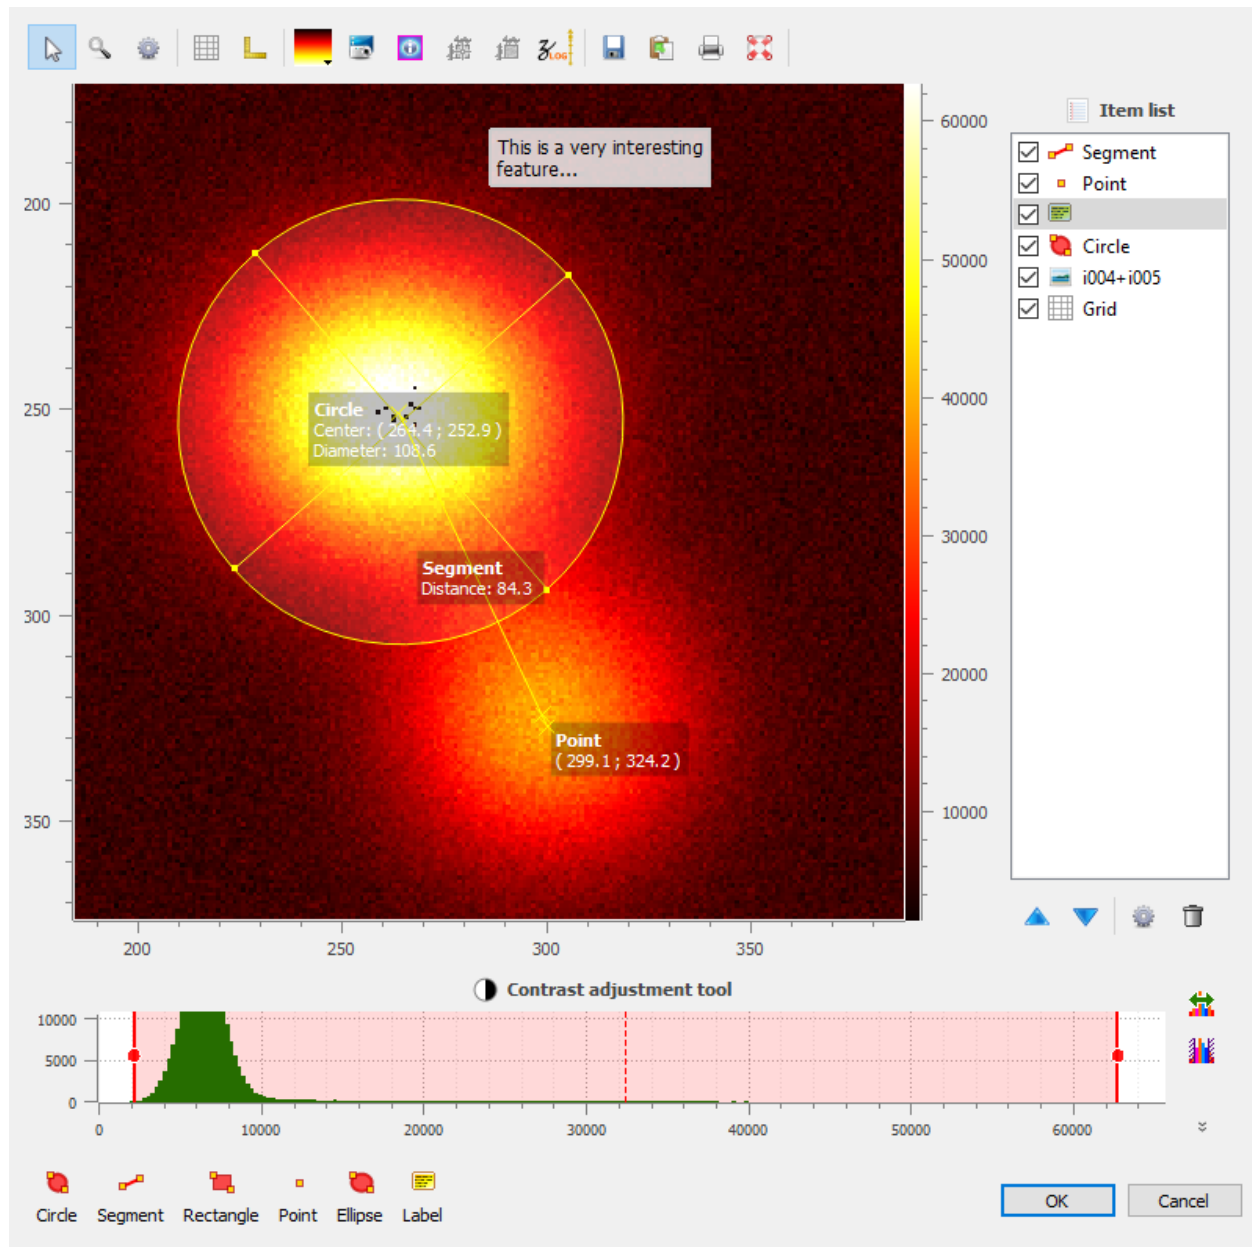 LOG
Item list
This is a very interesting
feature...
Segment
Point
Circle
i004+i005
Grid
60000
50000
40000
30000
20000
10000
200
250
300
350
Circle
Center: ( 264.4 ; 252.9 )
Diameter: 108.6
Segment
Distance: 84.3
Point
( 299.1 ; 324.2 )
200
250
300
350
Contrast adjustment tool
10000
5000
0
0
10000
20000
30000
40000
50000
60000
Circle
Segment
Rectangle
Point
Ellipse
Label
OK
Cancel